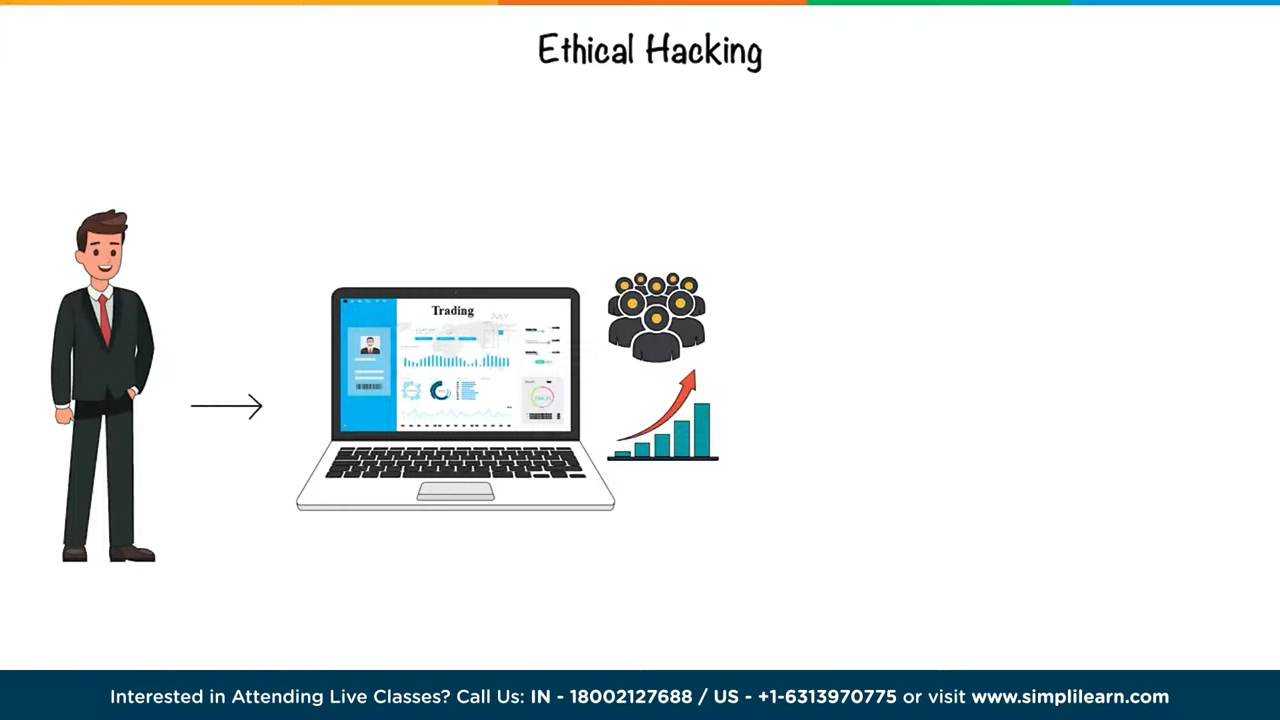 Ethical Hacking
Trading
JULY
Interested in Attending Live Classes? Call Us: IN - 18002127688 / US - +1-6313970775 or visit www.simplilearn.com